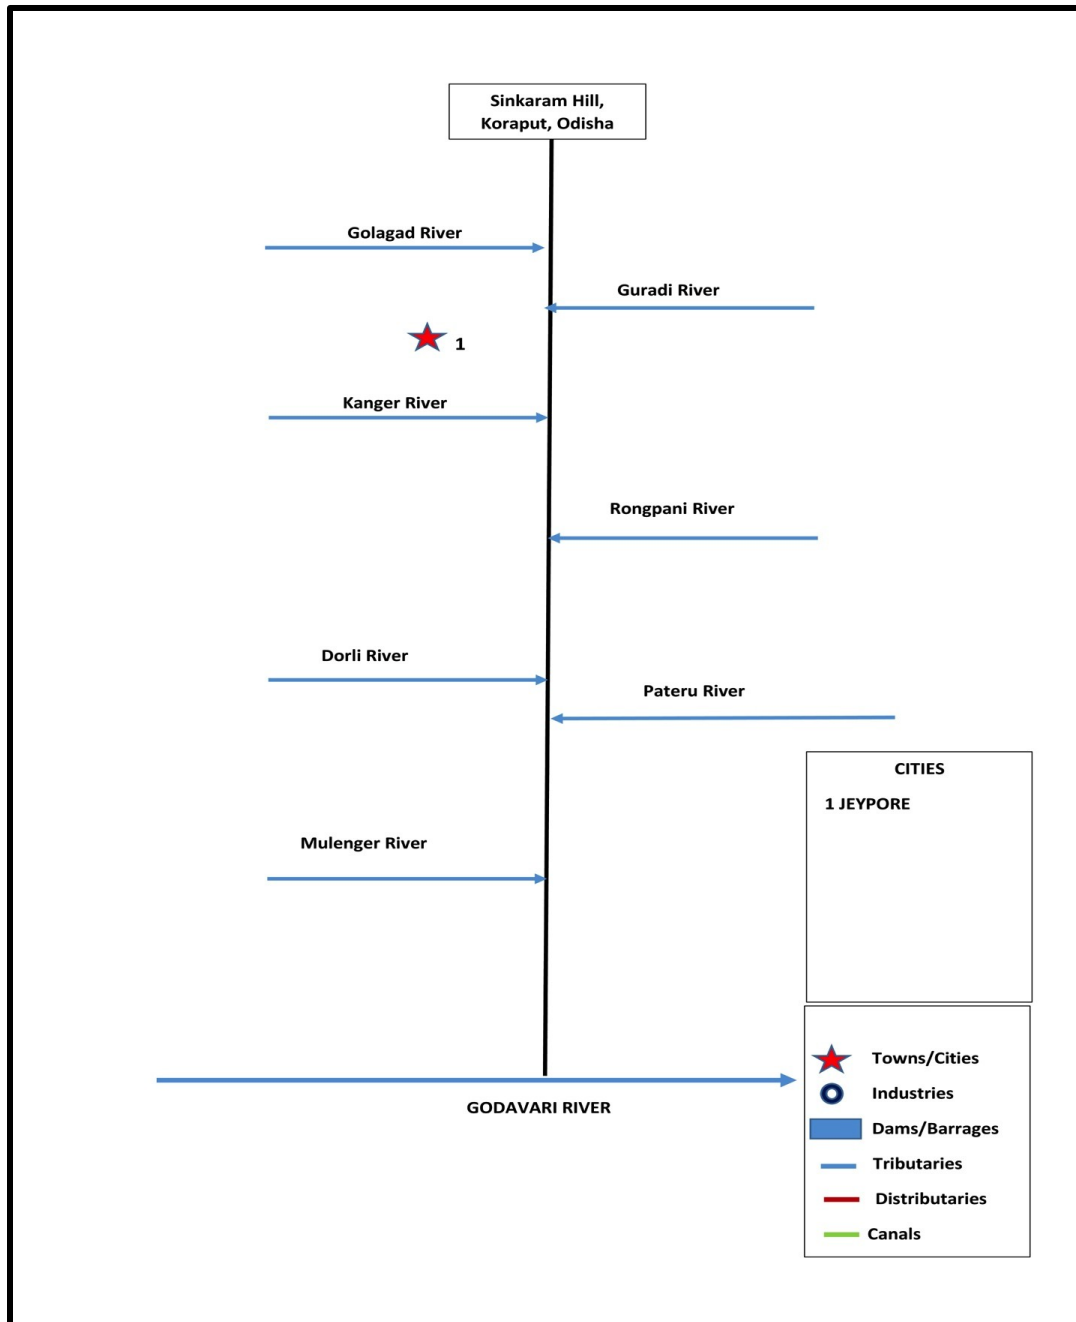 Sinkaram Hill,
Koraput, Odisha
Golagad River
Guradi River
1
Kanger River
Rongpani River
Dorli River
Pateru River
CITIES
1 JEYPORE
Mulenger River
Towns/Cities
Industries
GODAVARI RIVER
Dams/Barrages
Tributaries
Distributaries
Canals